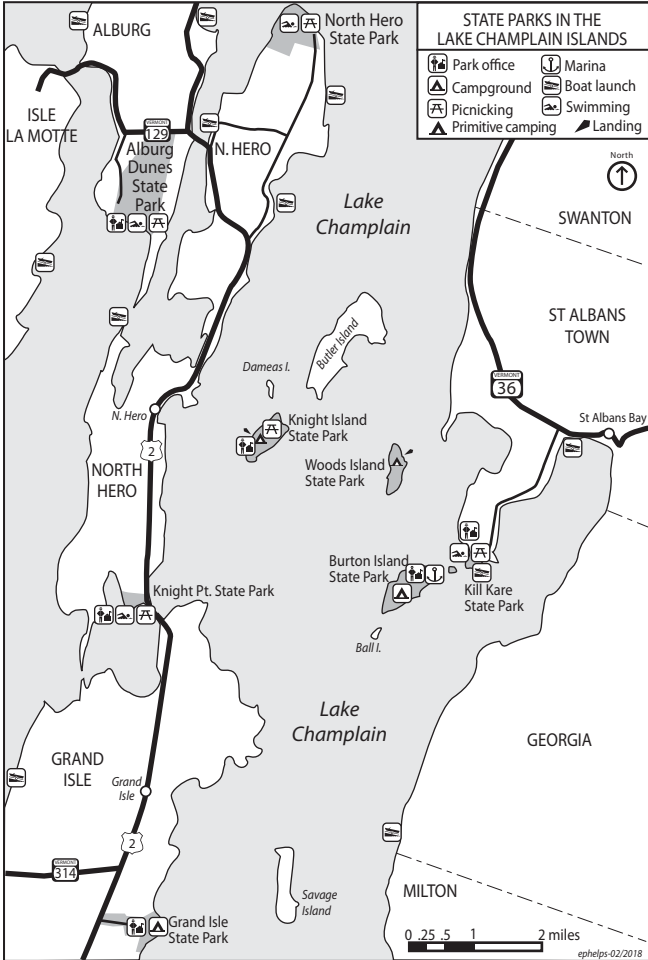 STATE PARKS IN THE
LAKE CHAMPLAIN ISLANDS
Park office
Marina
Campground
Boat launch
Picnicking
Swimming
Primitive camping
Landing
North
North Hero
State Park
ALBURG
ISLE
LA MOTTE
VERMONT
129
Alburg
Dunes
State
Park
N. HERO
Lake
Champlain
SWANTON
ST ALBANS
TOWN
VERMONT
36
St Albans Bay
Butler Island
Dameas I.
N. Hero
2
Knight Island
State Park
Woods Island
State Park
NORTH
HERO
Burton Island
State Park
Kill Kare
State Park
Knight Pt. State Park
Ball I.
Lake
Champlain
GEORGIA
GRAND
ISLE
Grand
Isle
2
VERMONT
314
Savage
Island
MILTON
Grand Isle
State Park
0 .25 .5 1 2 miles
ephelps-02/2018